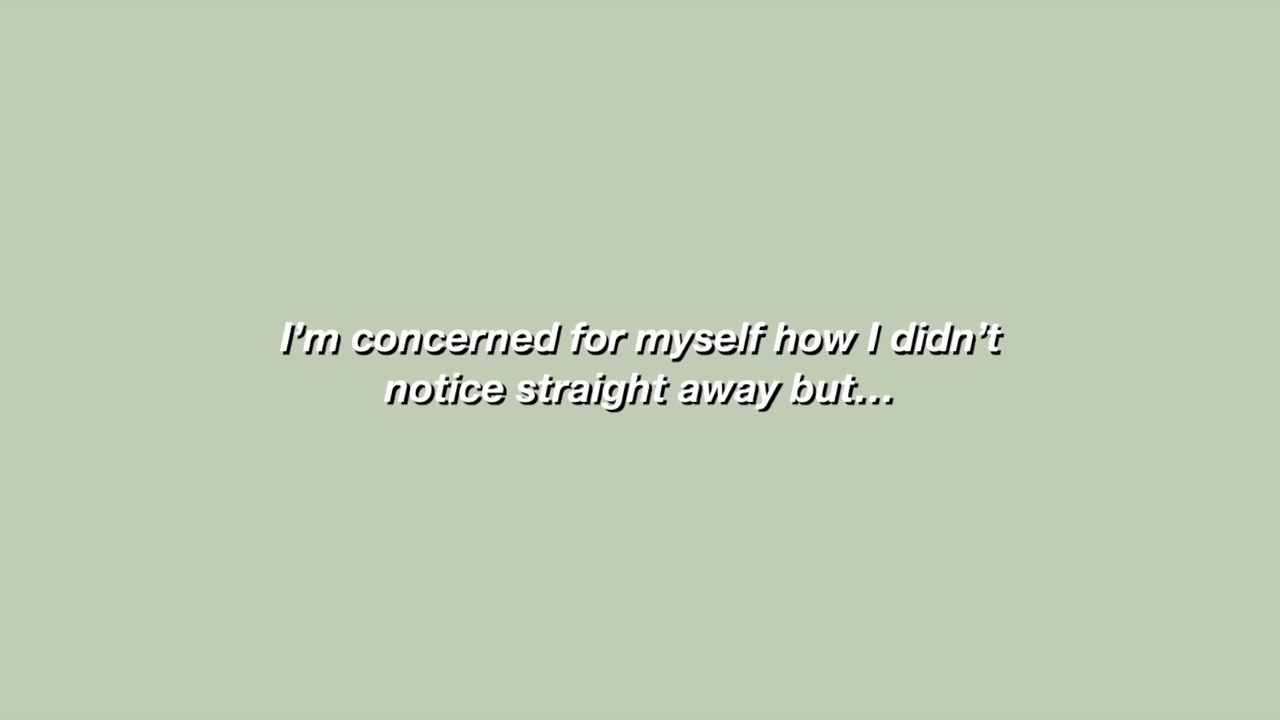 I’m concerned for myself how I didn’t
notice straight away but...